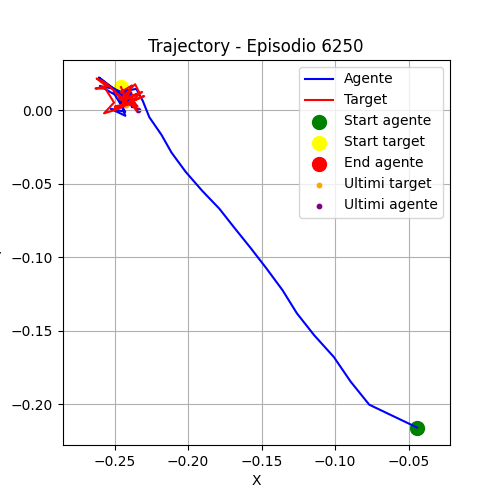 Trajectory - Episodio 6250
Agente
Target
Start agente
Start target
End agente
Ultimi target
Ultimi agente
0.00
−0.05
−0.10
−0.15
−0.20
−0.25
−0.20
−0.15
−0.10
−0.05
X